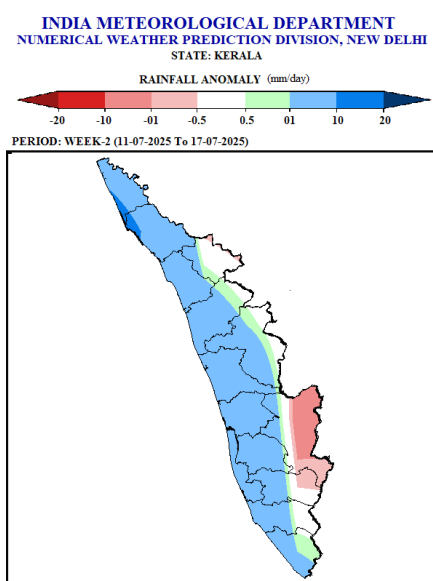 INDIA METEOROLOGICAL DEPARTMENT
NUMERICAL WEATHER PREDICTION DIVISION, NEW DELHI
STATE: KERALA
RAINFALL ANOMALY (mm/day)
-20 -10 -01 -0.5 0.5 01 10 20
PERIOD: WEEK-2 (11-07-2025 To 17-07-2025)